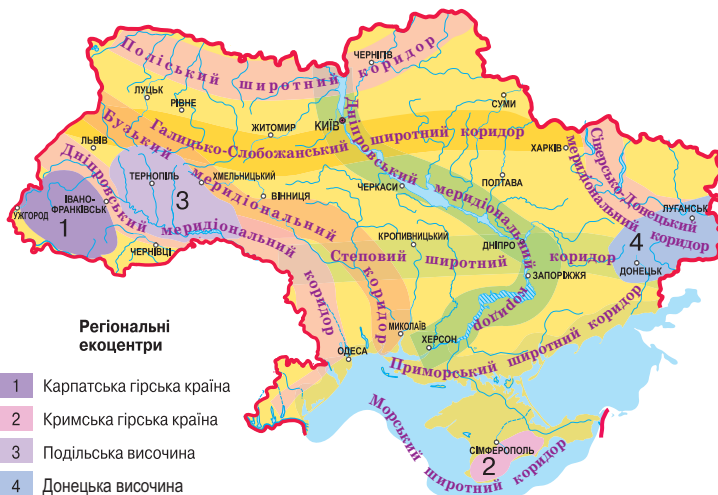 Поліський широтний коридор
ЧЕРНІГІВ
ЛУЦЬК
РІВНЕ
СУМИ
Дніпровський меридіональний коридор
КИЇВ
ЖИТОМИР
Галицько-Слобожанський широтний коридор
ХАРКІВ
Бузький меридіональний коридор
ЛЬВІВ
Сіверсько-Донецький
меридіональний коридор
Дніпровський меридіональний коридор
ТЕРНОПІЛЬ
ХМЕЛЬНИЦЬКИЙ
3
ВІННИЦЯ
ЧЕРКАСИ
ПОЛТАВА
ІВАНО-
ФРАНКІВСЬК
УЖГОРОД
1
ЛУГАНСЬК
ЧЕРНІВЦІ
КРОПИВНИЦЬКИЙ
ДНІПРО
4
Степовий широтний коридор
ДОНЕЦЬК
ЗАПОРІЖЖЯ
МИКОЛАЇВ
ХЕРСОН
ОДЕСА
Приморський широтний коридор
Морський широтний коридор
СІМФЕРОПОЛЬ
2
Регіональні
екоцентри
1 Карпатська гірська країна
2 Кримська гірська країна
3 Подільська височина
4 Донецька височина